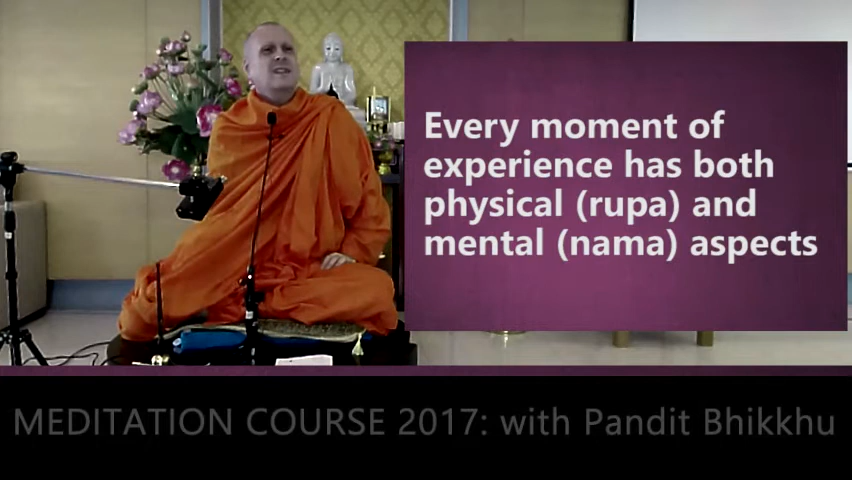 Every moment of
experience has both
physical (rupa) and
mental (nama) aspects
MEDITATION COURSE 2017: with Pandit Bhikkhu